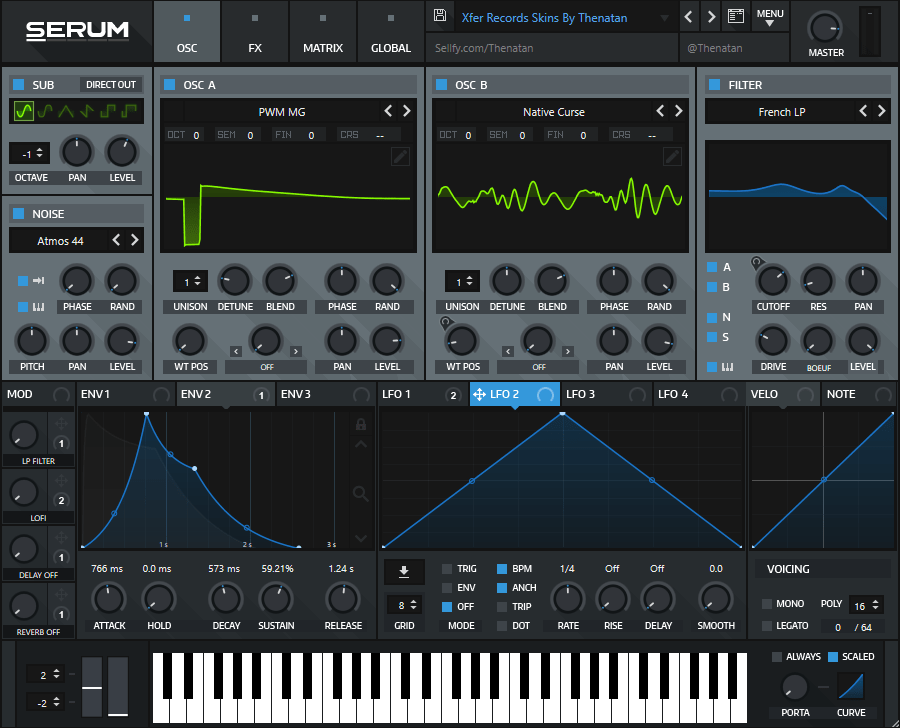 SERUM
OSC FX MATRIX GLOBAL
Xfer Records Skins By Thenatan
Sellfy.com/Thenatan @Thenatan
MENU
MASTER
SUB DIRECT OUT
-1
OCTAVE PAN LEVEL
NOISE
Atmos 44
PHASE RAND
PITCH PAN LEVEL
OSC A
PWM MG
OCT 0 SEM 0 FIN 0 CRS --
1
UNISON DETUNE BLEND PHASE RAND
WT POS OFF PAN LEVEL
OSC B
Native Curse
OCT 0 SEM 0 FIN 0 CRS --
1
UNISON DETUNE BLEND PHASE RAND
WT POS OFF PAN LEVEL
FILTER
French LP
A
B
N
S
CUTOFF RES PAN
DRIVE BOEUF LEVEL
MOD ENV 1 ENV 2 1 ENV 3 LFO 1 2 LFO 2 LFO 3 LFO 4 VELO NOTE
1
LP FILTER
2
LOFI
1
DELAY OFF
1
REVERB OFF
1 s 2 s 3 s
766 ms 0.0 ms 573 ms 59.21% 1.24 s
ATTACK HOLD DECAY SUSTAIN RELEASE
8
GRID
TRIG
ENV
OFF
MODE
BPM
ANCH
TRIP
DOT
1/4 Off Off 0.0
RATE RISE DELAY SMOOTH
VOICING
MONO POLY 16
LEGATO 0 / 64
2
-2
ALWAYS SCALED
PORTA CURVE